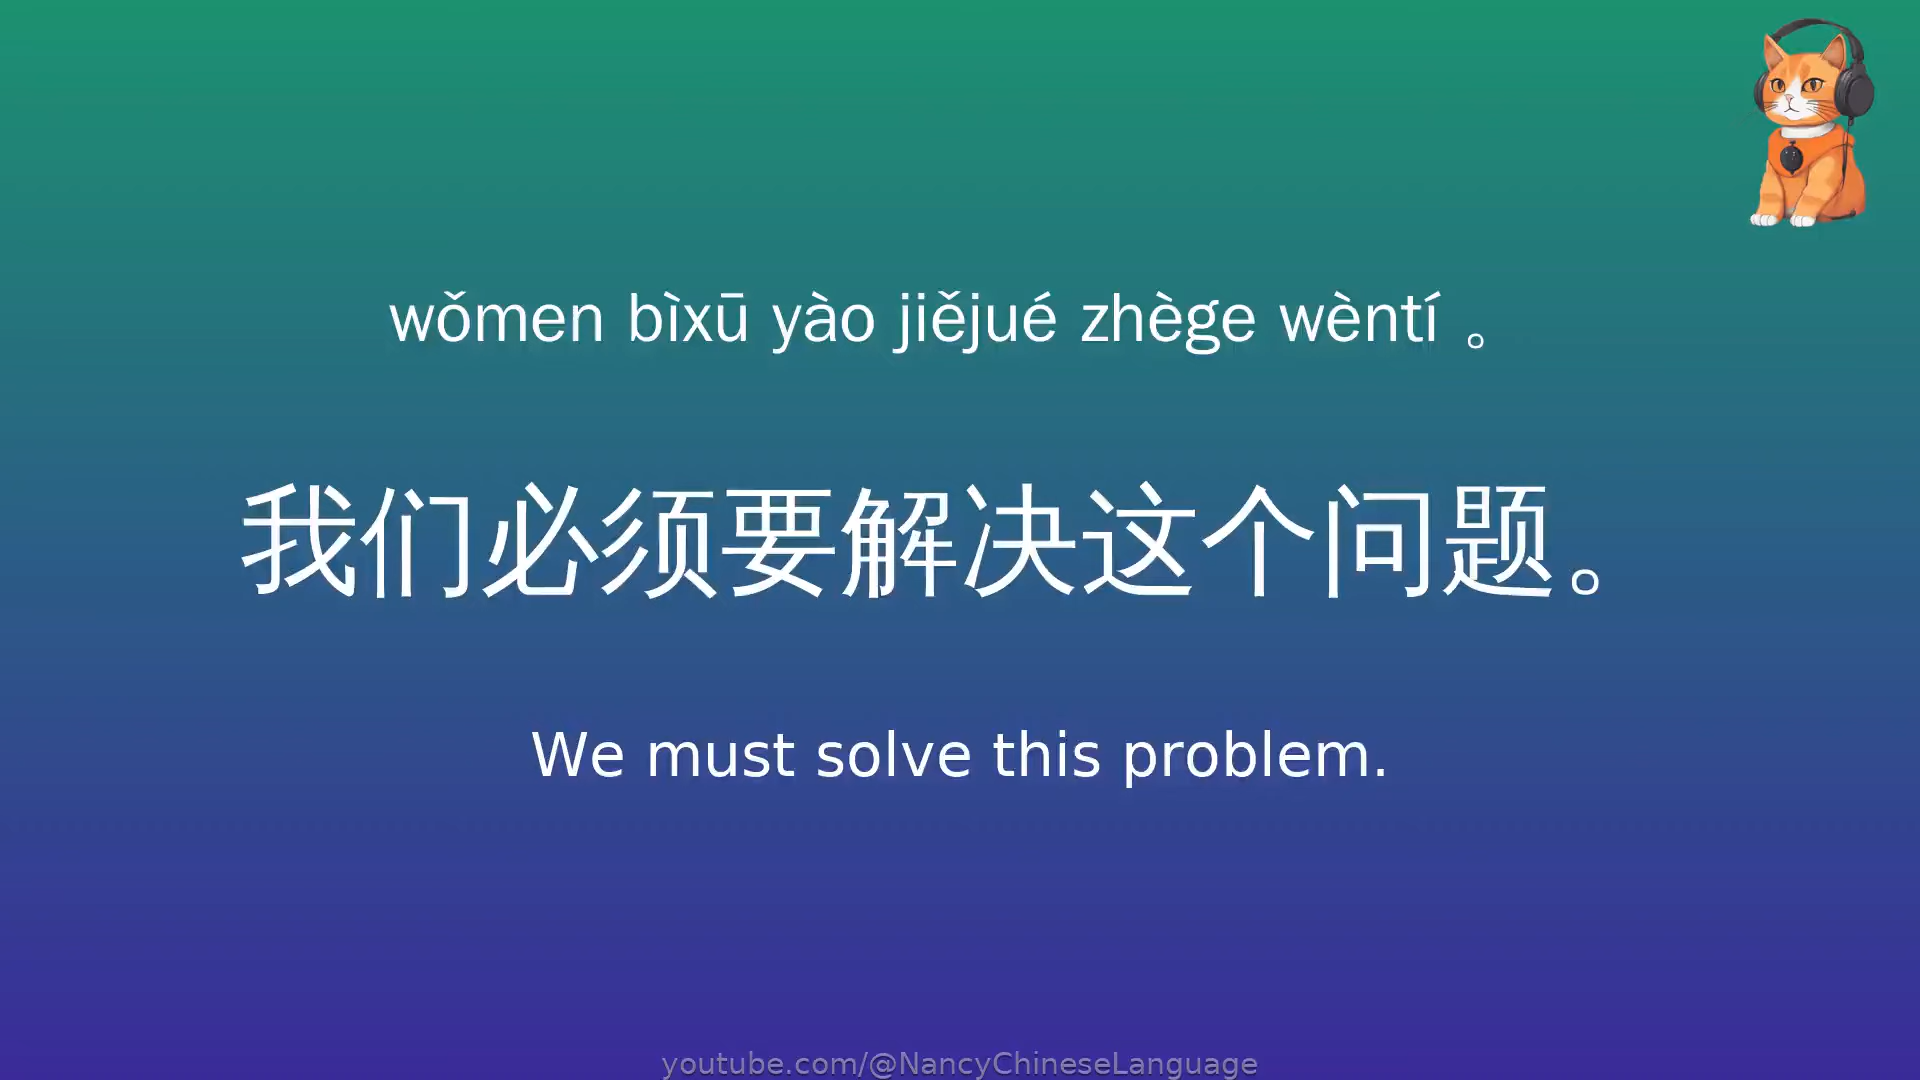 wǒmen bìxū yào jiějué zhège wèntí 。
我们必须要解决这个问题。
We must solve this problem.
youtube.com/@NancyChineseLanguage